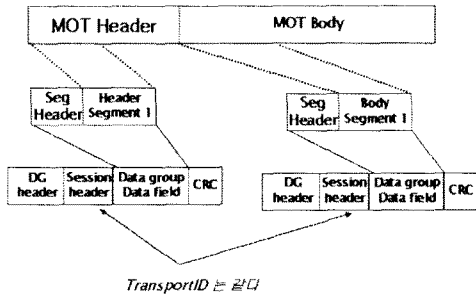 MOT Header MOT Body
Seg Header
Header Segment 1
Seg Header
Body Segment 1
DG header
Session header
Data group Data field
CRC
DG header
Session header
Data group Data field
CRC
TransportID 는 같다